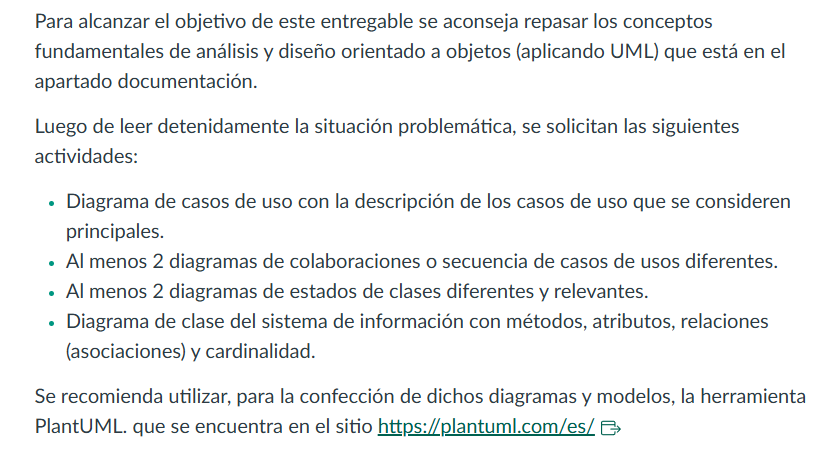 Para alcanzar el objetivo de este entregable se aconseja repasar los conceptos
fundamentales de análisis y diseño orientado a objetos (aplicando UML) que está en el
apartado documentación.
Luego de leer detenidamente la situación problemática, se solicitan las siguientes
actividades:
• Diagrama de casos de uso con la descripción de los casos de uso que se consideren
principales.
• Al menos 2 diagramas de colaboraciones o secuencia de casos de usos diferentes.
• Al menos 2 diagramas de estados de clases diferentes y relevantes.
• Diagrama de clase del sistema de información con métodos, atributos, relaciones
(asociaciones) y cardinalidad.
Se recomienda utilizar, para la confección de dichos diagramas y modelos, la herramienta
PlantUML. que se encuentra en el sitio https://plantuml.com/es/